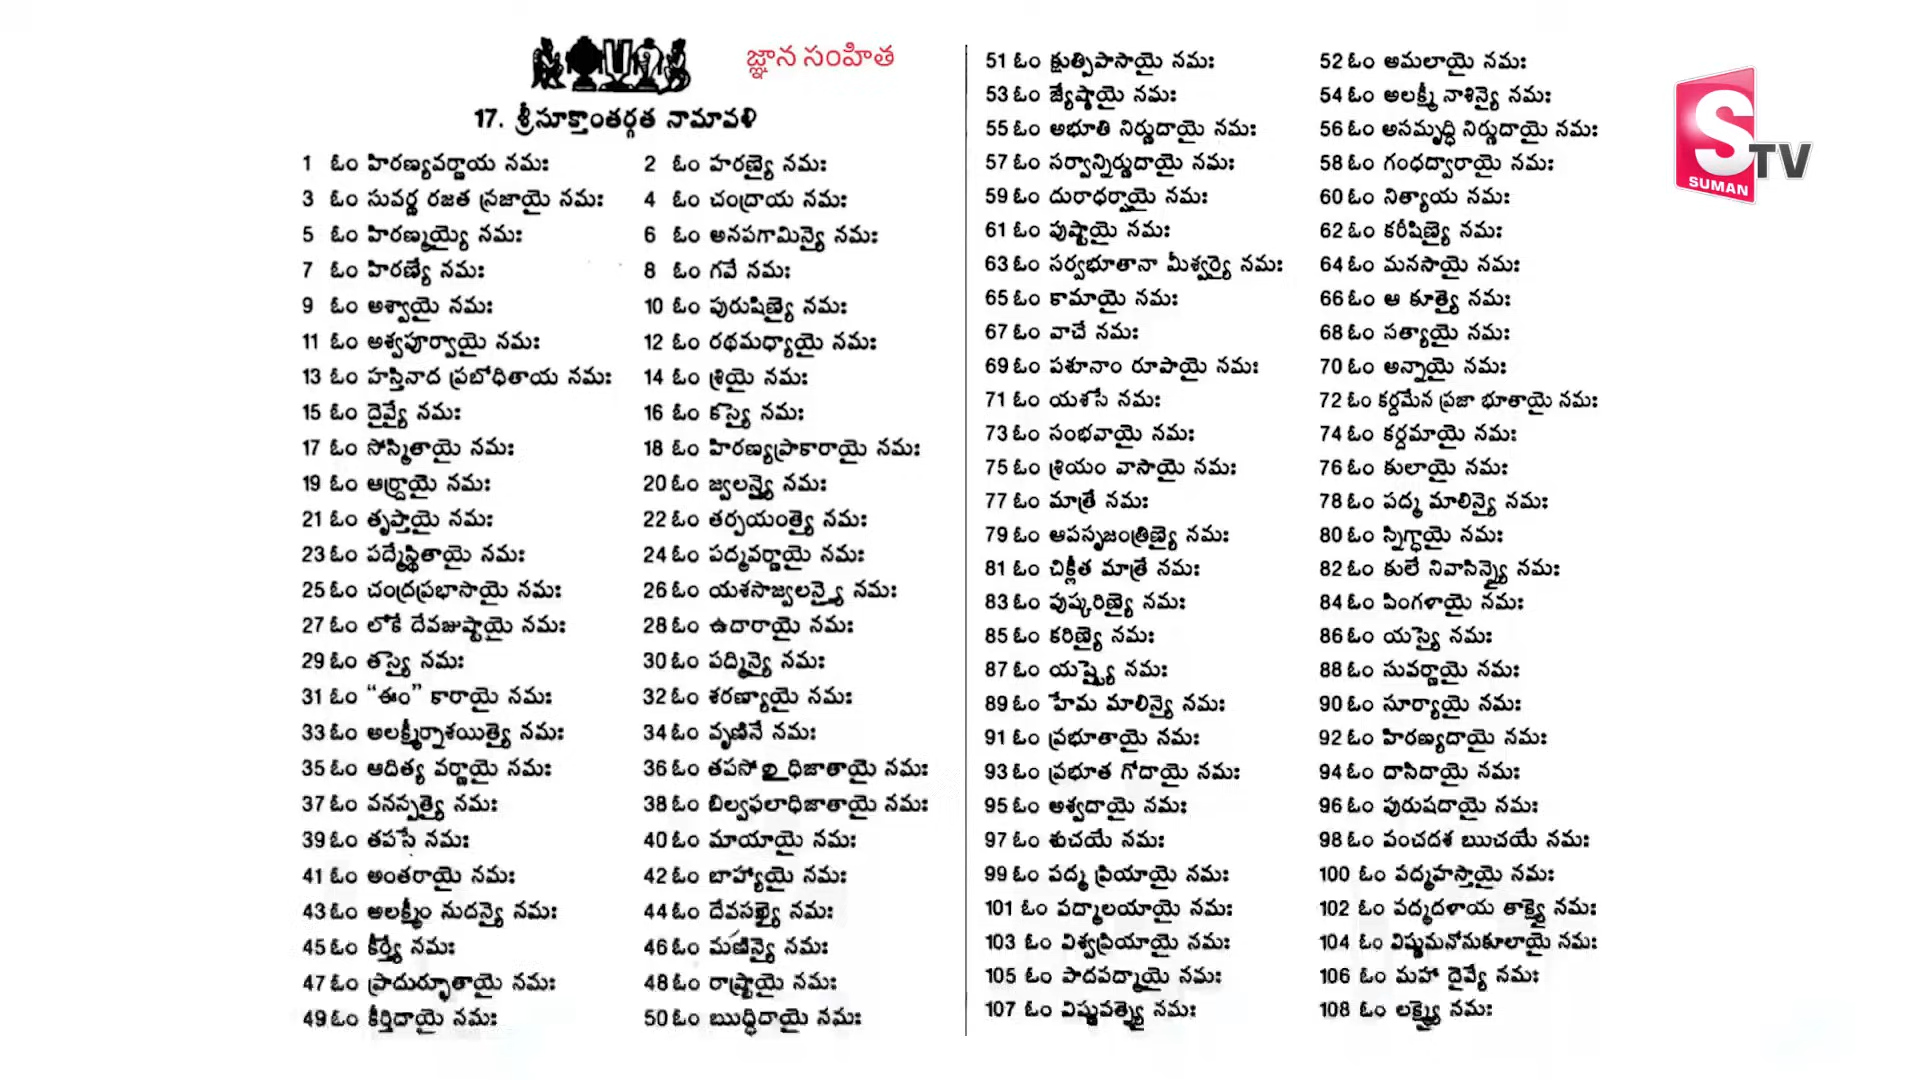 జ్ఞాన సంహిత
17. శ్రీసూక్తాంతర్గత నామావళి
1 ఓం హిరణ్యవర్ణాయ నమః
2 ఓం హరణ్యై నమః
3 ఓం సువర్ణ రజత స్రజాయై నమః
4 ఓం చంద్రాయ నమః
5 ఓం హిరణ్మయ్యై నమః
6 ఓం అనపగామిన్యై నమః
7 ఓం హిరణ్యే నమః
8 ఓం గవే నమః
9 ఓం అశ్వాయై నమః
10 ఓం పురుషిణ్యై నమః
11 ఓం అశ్వపూర్వాయై నమః
12 ఓం రథమధ్యాయై నమః
13 ఓం హస్తినాద ప్రబోధితాయ నమః
14 ఓం శ్రియై నమః
15 ఓం దైవ్యే నమః
16 ఓం కస్యై నమః
17 ఓం సోస్మితాయై నమః
18 ఓం హిరణ్యప్రాకారాయై నమః
19 ఓం ఆర్ద్రాయై నమః
20 ఓం జ్వలన్త్యై నమః
21 ఓం తృప్తాయై నమః
22 ఓం తర్పయంత్యై నమః
23 ఓం పద్మేస్థితాయై నమః
24 ఓం పద్మవర్ణాయై నమః
25 ఓం చంద్రప్రభాసాయై నమః
26 ఓం యశసాజ్వలన్త్యై నమః
27 ఓం లోకే దేవజుష్టాయై నమః
28 ఓం ఉదారాయై నమః
29 ఓం తస్యై నమః
30 ఓం పద్మిన్యై నమః
31 ఓం “ఈం” కారాయై నమః
32 ఓం శరణ్యాయై నమః
33 ఓం అలక్ష్మీర్నాశయిత్ర్యై నమః
34 ఓం వృణినే నమః
35 ఓం ఆదిత్య వర్ణాయై నమః
36 ఓం తపసో ౽ ధిజాతాయై నమః
37 ఓం వనస్పత్యై నమః
38 ఓం బిల్వఫలాధిజాతాయై నమః
39 ఓం తపస్తే నమః
40 ఓం మాయాయై నమః
41 ఓం అంతరాయై నమః
42 ఓం బాహ్యాయై నమః
43 ఓం అలక్ష్మీం నుదన్యై నమః
44 ఓం దేవసఖ్యై నమః
45 ఓం కీర్త్యే నమః
46 ఓం మణిన్యై నమః
47 ఓం ప్రాదుర్భూతాయై నమః
48 ఓం రాష్ట్రాయై నమః
49 ఓం కీర్తిదాయై నమః
50 ఓం ఋద్ధిదాయై నమః
51 ఓం క్షుత్పిపాసాయై నమః
52 ఓం అమలాయై నమః
53 ఓం జ్యేష్ఠాయై నమః
54 ఓం అలక్ష్మీ నాశిన్యై నమః
55 ఓం అభూతి నిర్ణుదాయై నమః
56 ఓం అసమృద్ధి నిర్ణుదాయై నమః
57 ఓం సర్వాన్నిర్ణుదాయై నమః
58 ఓం గంధద్వారాయై నమః
59 ఓం దురాధర్షాయై నమః
60 ఓం నిత్యాయ నమః
61 ఓం పుష్టాయై నమః
62 ఓం కరీషిణ్యై నమః
63 ఓం సర్వభూతానా మీశ్వర్యై నమః
64 ఓం మనసాయై నమః
65 ఓం కామాయై నమః
66 ఓం ఆ కూత్యై నమః
67 ఓం వాచే నమః
68 ఓం సత్యాయై నమః
69 ఓం పశూనాం రూపాయై నమః
70 ఓం అన్నాయై నమః
71 ఓం యశసే నమః
72 ఓం కర్దమేన ప్రజా భూతాయై నమః
73 ఓం సంభవాయై నమః
74 ఓం కర్దమాయై నమః
75 ఓం శ్రియం వాసాయై నమః
76 ఓం కులాయై నమః
77 ఓం మాత్రే నమః
78 ఓం పద్మ మాలిన్యై నమః
79 ఓం ఆపసృజంత్రిణ్యై నమః
80 ఓం స్నిగ్ధాయై నమః
81 ఓం చిక్లీత మాత్రే నమః
82 ఓం కులే నివాసిన్న్యై నమః
83 ఓం పుష్కరిణ్యై నమః
84 ఓం పింగళాయై నమః
85 ఓం కరిణ్యై నమః
86 ఓం యస్యై నమః
87 ఓం యష్ట్యై నమః
88 ఓం సువర్ణాయై నమః
89 ఓం హేమ మాలిన్యై నమః
90 ఓం సూర్యాయై నమః
91 ఓం ప్రభూతాయై నమః
92 ఓం హిరణ్యదాయై నమః
93 ఓం ప్రభూత గోదాయై నమః
94 ఓం దాసిదాయై నమః
95 ఓం అశ్వదాయై నమః
96 ఓం పురుషదాయై నమః
97 ఓం శుచయే నమః
98 ఓం పంచదశ ఋచయే నమః
99 ఓం పద్మ ప్రియాయై నమః
100 ఓం పద్మహస్తాయై నమః
101 ఓం పద్మాలయాయై నమః
102 ఓం పద్మదళాయ తాక్ష్యై నమః
103 ఓం విశ్వప్రియాయై నమః
104 ఓం విష్ణుమనోనుకూలాయై నమః
105 ఓం పాదపద్మాయై నమః
106 ఓం మహా దైవ్యే నమః
107 ఓం విష్ణుపత్న్యై నమః
108 ఓం లక్ష్మ్యై నమః
S TV
SUMAN